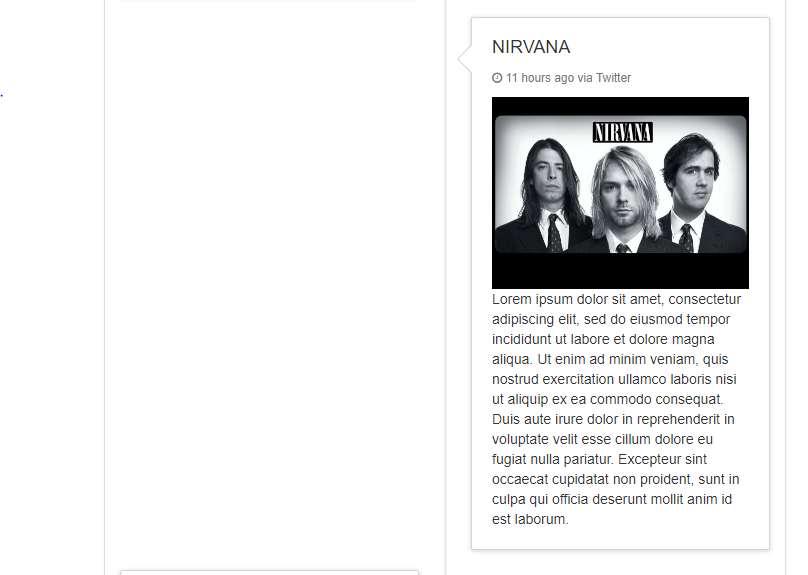 NIRVANA
11 hours ago via Twitter
NIRVANA
Lorem ipsum dolor sit amet, consectetur
adipiscing elit, sed do eiusmod tempor
incididunt ut labore et dolore magna
aliqua. Ut enim ad minim veniam, quis
nostrud exercitation ullamco laboris nisi
ut aliquip ex ea commodo consequat.
Duis aute irure dolor in reprehenderit in
voluptate velit esse cillum dolore eu
fugiat nulla pariatur. Excepteur sint
occaecat cupidatat non proident, sunt in
culpa qui officia deserunt mollit anim id
est laborum.